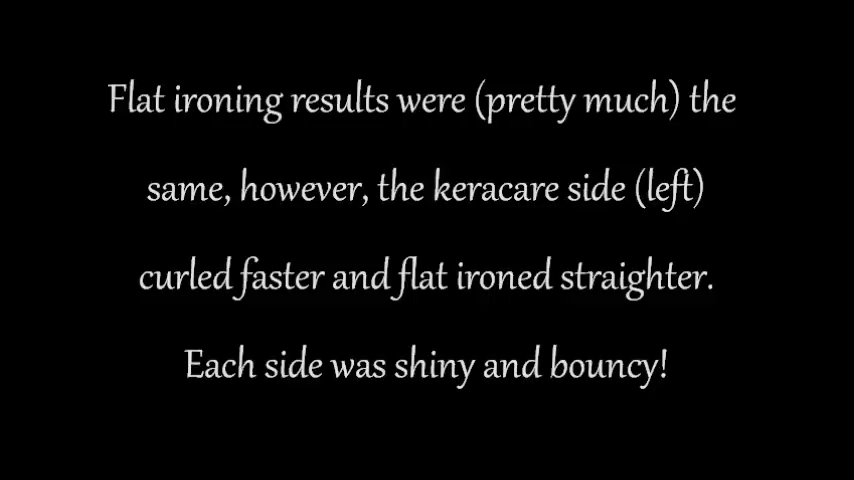 Flat ironing results were (pretty much) the
same, however, the keracare side (left)
curled faster and flat ironed straighter.
Each side was shiny and bouncy!